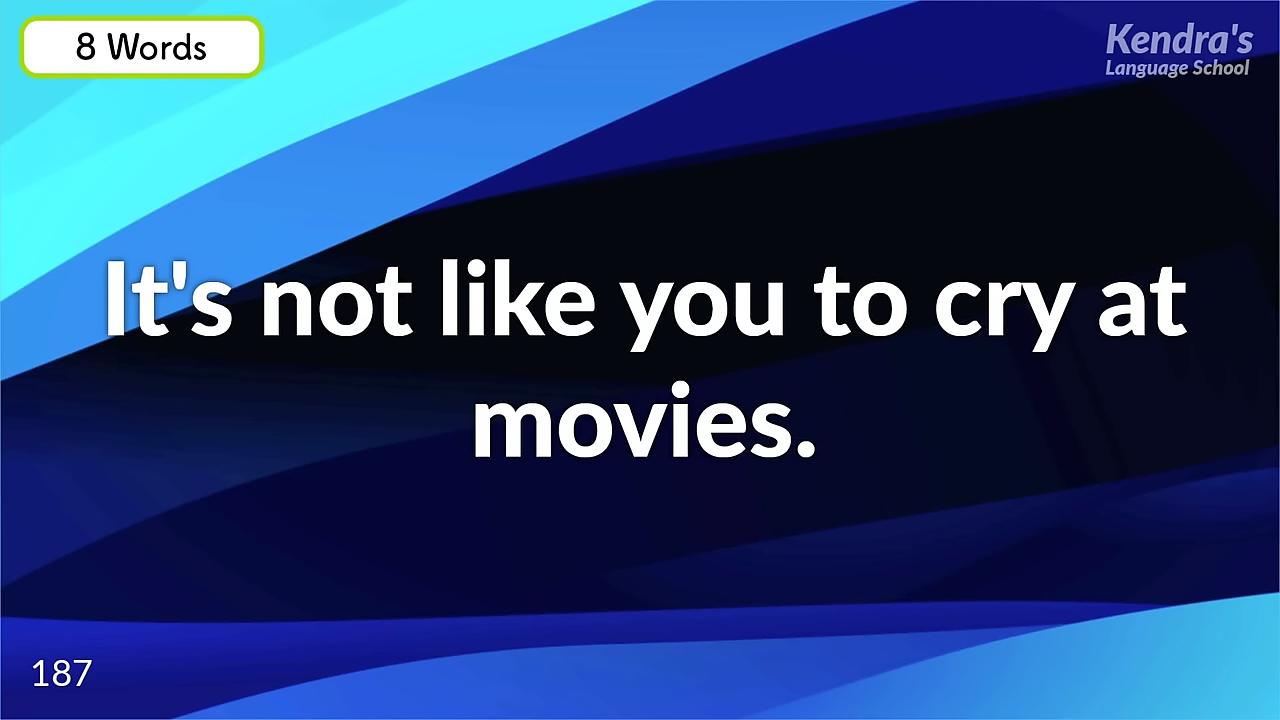 8 Words
Kendra's
Language School
It's not like you to cry at
movies.
187